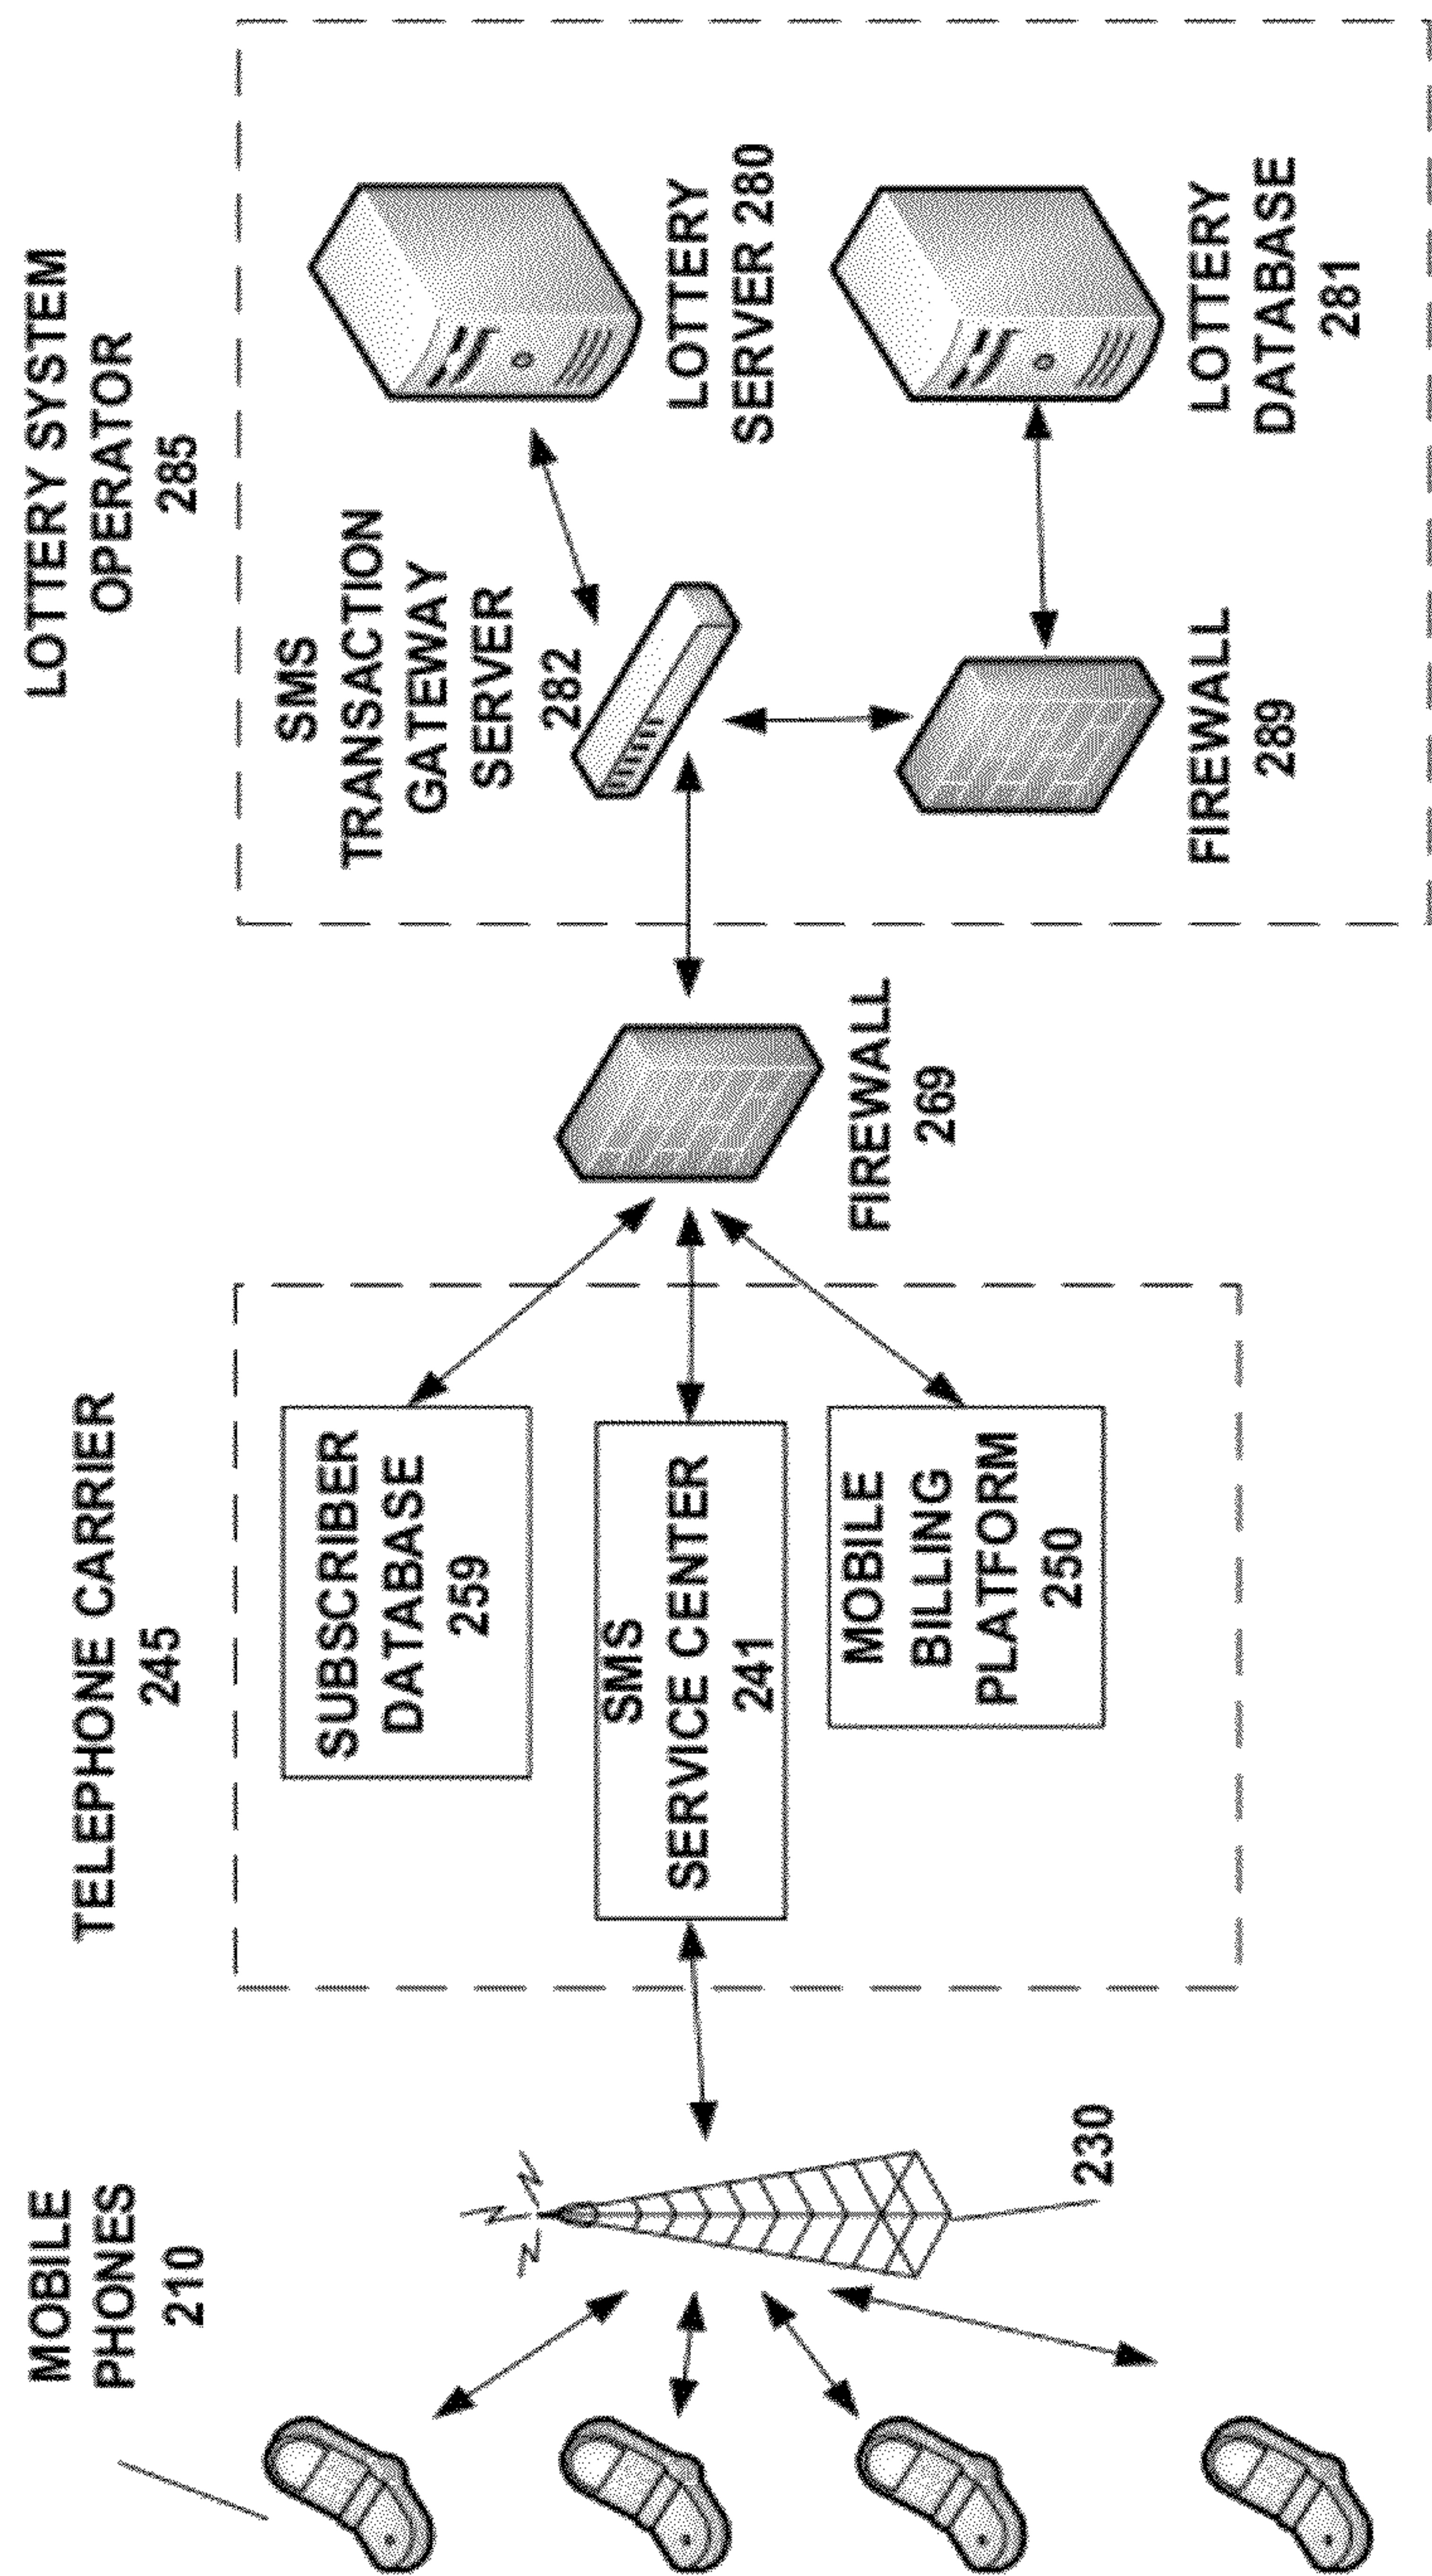 MOBILE
PHONES
210
230
TELEPHONE CARRIER
245
SUBSCRIBER
DATABASE
259
SMS
SERVICE CENTER
241
MOBILE
BILLING
PLATFORM
250
FIREWALL
269
LOTTERY SYSTEM
OPERATOR
285
SMS
TRANSACTION
GATEWAY
SERVER
282
LOTTERY
SERVER 280
FIREWALL
289
LOTTERY
DATABASE
281